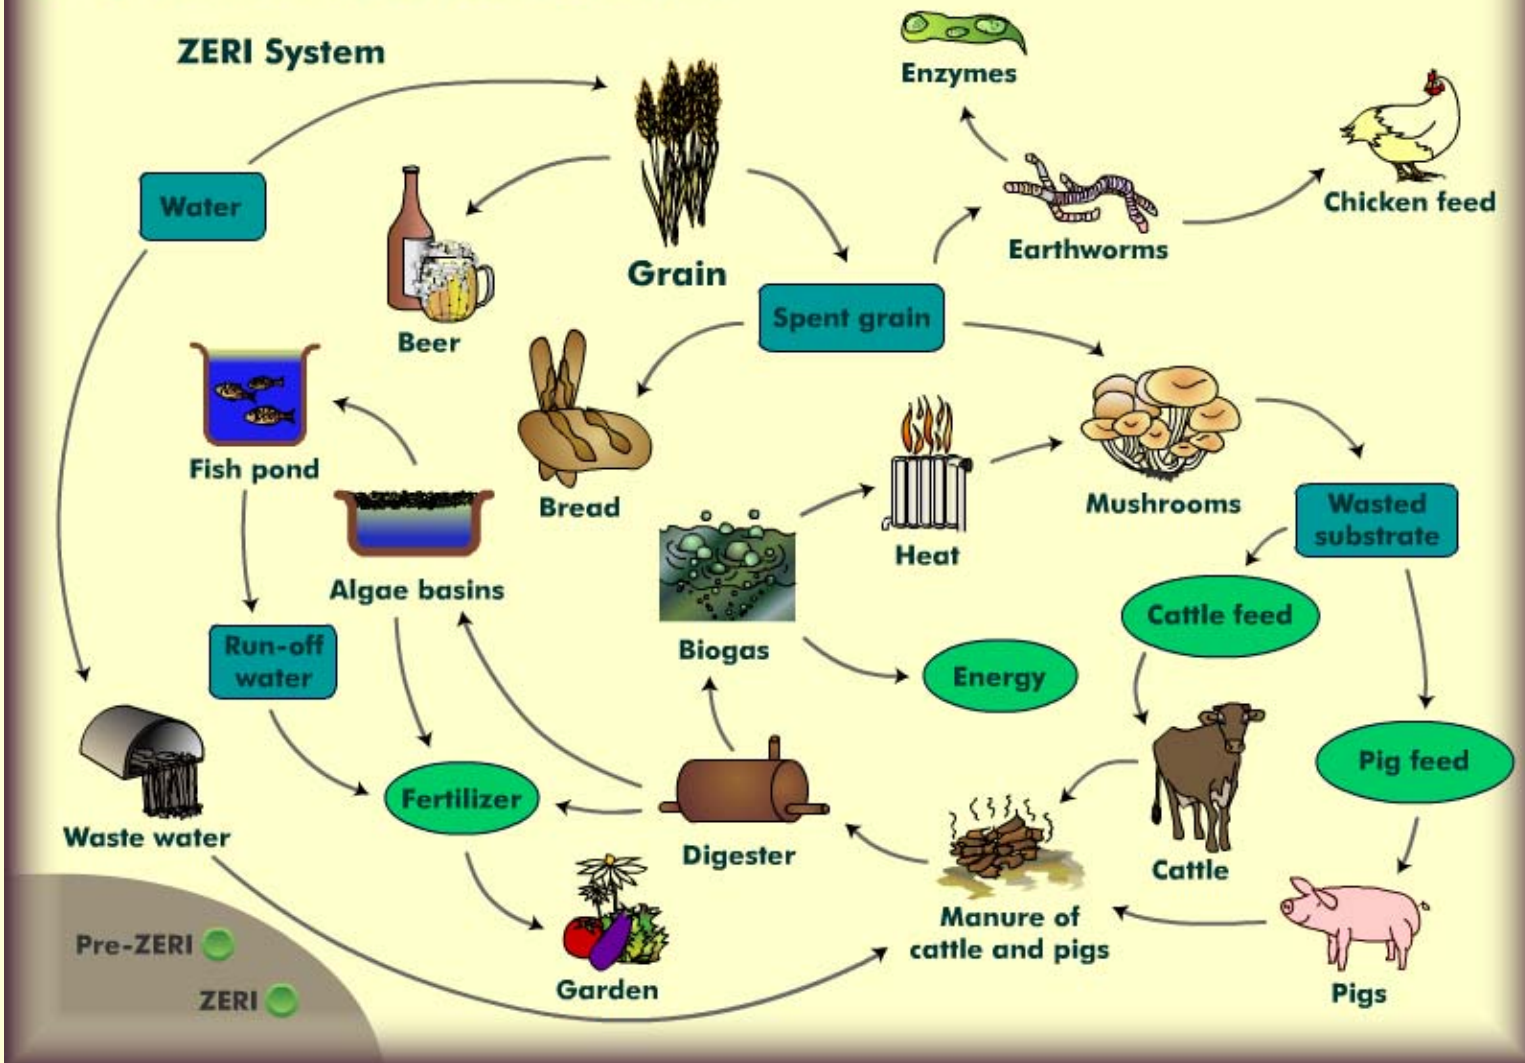 ZERI System
Enzymes
Water
Chicken feed
Earthworms
Grain
Spent grain
Beer
Fish pond
Bread
Mushrooms
Wasted
substrate
Heat
Algae basins
Cattle feed
Run-off
water
Biogas
Energy
Pig feed
Fertilizer
Waste water
Digester
Cattle
Manure of
cattle and pigs
Pre-ZERI
Garden
Pigs
ZERI